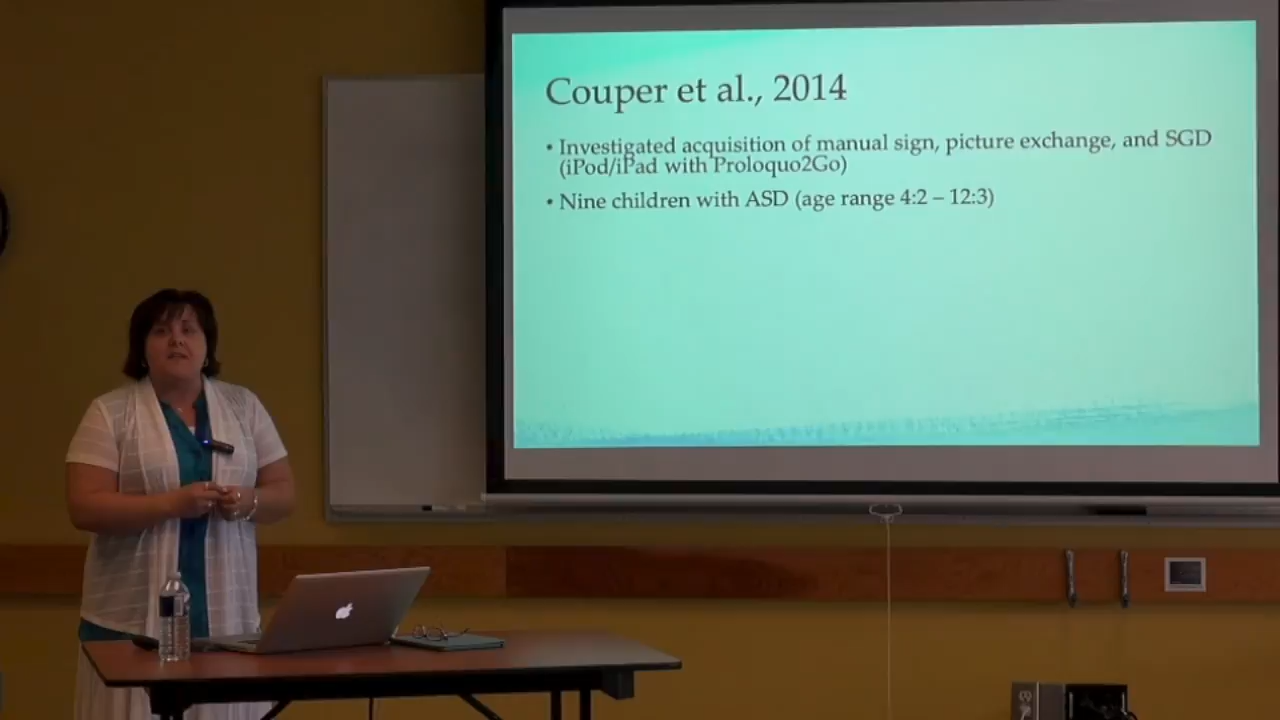 Couper et al., 2014
• Investigated acquisition of manual sign, picture exchange, and SGD
(iPod/iPad with Proloquo2Go)
• Nine children with ASD (age range 4:2 – 12:3)